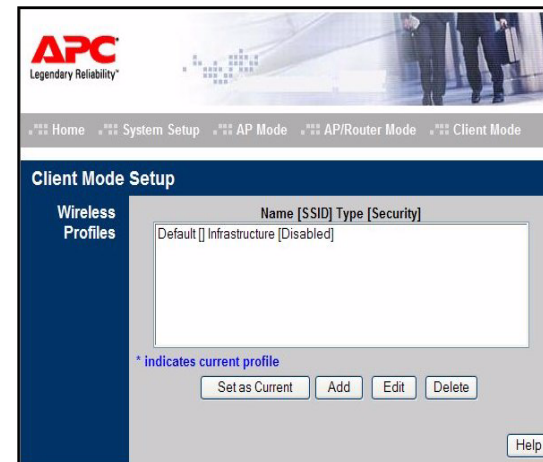 APC
Legendary Reliability™
Home System Setup AP Mode AP/Router Mode Client Mode
Client Mode Setup
Wireless Profiles
Name [SSID] Type [Security]
Default [] Infrastructure [Disabled]
* indicates current profile
Set as Current Add Edit Delete
Help